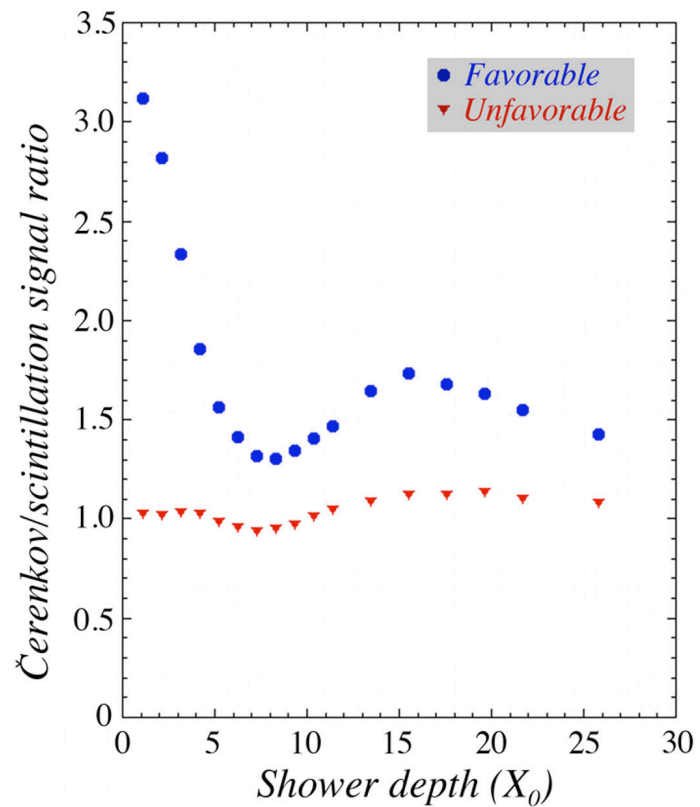 3.5
3.0
2.5
2.0
1.5
1.0
0.5
0
Čerenkov/scintillation signal ratio
Favorable
Unfavorable
0 5 10 15 20 25 30
Shower depth (X₀)